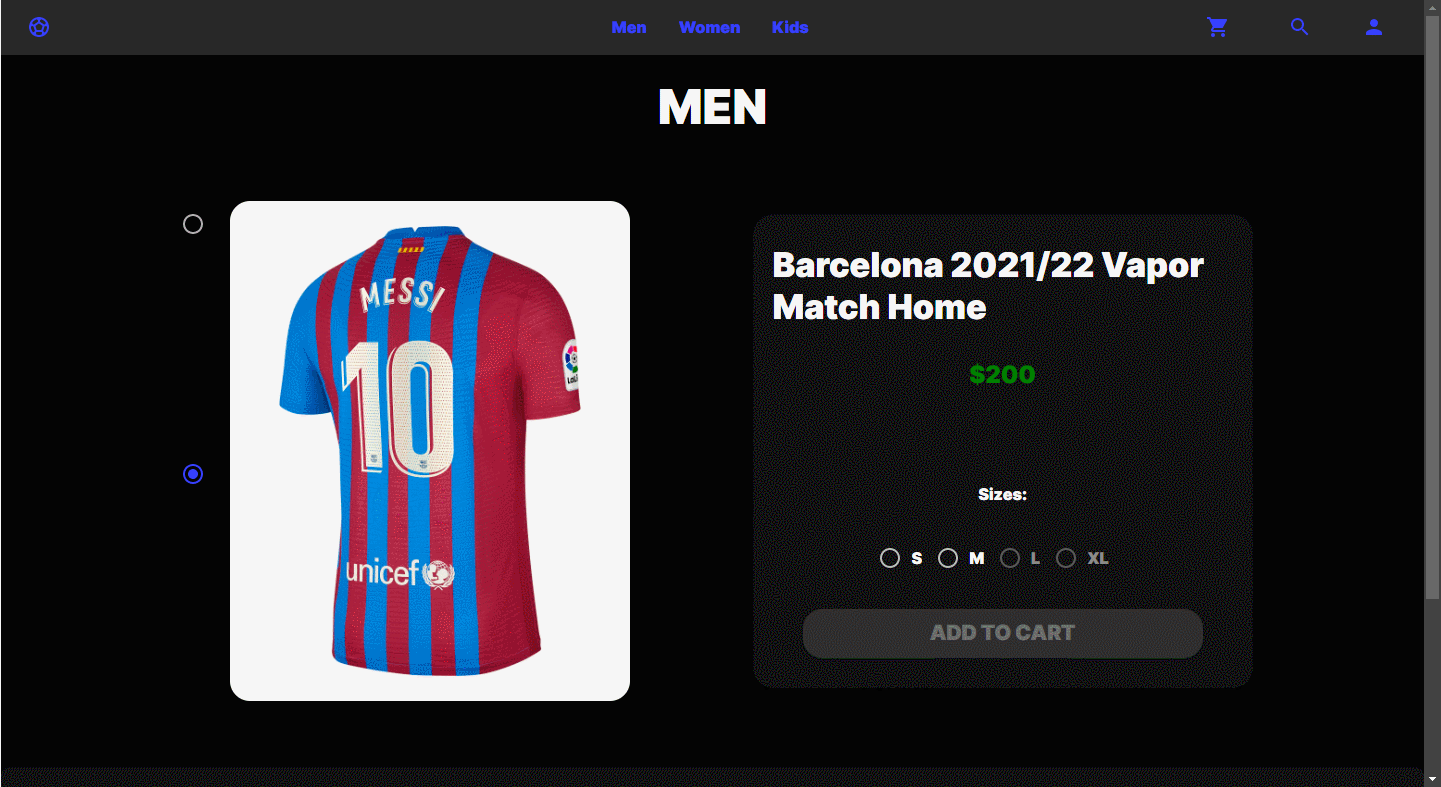 Men Women Kids
MEN
MESSI
10
unicef
Barcelona 2021/22 Vapor
Match Home
$200
Sizes:
S M L XL
ADD TO CART